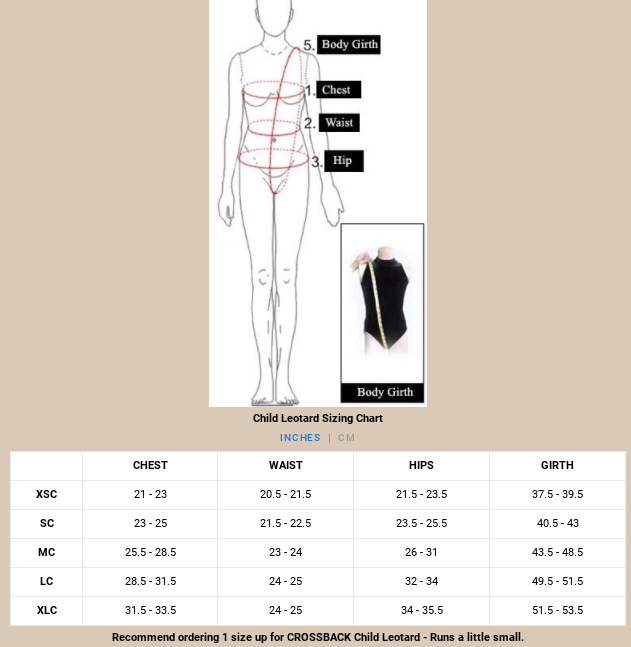 5. Body Girth
1. Chest
2. Waist
3. Hip
Body Girth
Child Leotard Sizing Chart
INCHES | CM
CHEST WAIST HIPS GIRTH
XSC 21 - 23 20.5 - 21.5 21.5 - 23.5 37.5 - 39.5
SC 23 - 25 21.5 - 22.5 23.5 - 25.5 40.5 - 43
MC 25.5 - 28.5 23 - 24 26 - 31 43.5 - 48.5
LC 28.5 - 31.5 24 - 25 32 - 34 49.5 - 51.5
XLC 31.5 - 33.5 24 - 25 34 - 35.5 51.5 - 53.5
Recommend ordering 1 size up for CROSSBACK Child Leotard - Runs a little small.